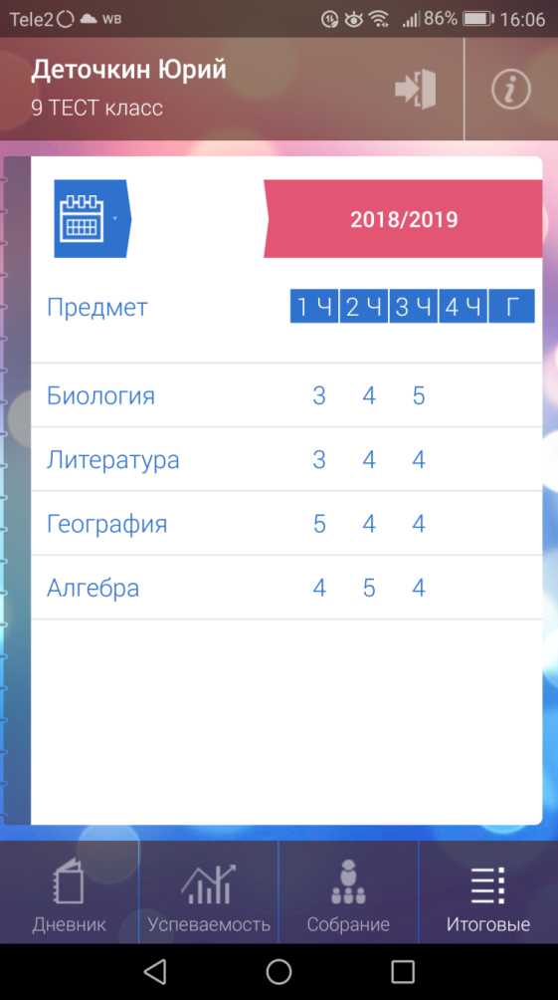 Tele2 WB 86% 16:06
Деточкин Юрий
9 ТЕСТ класс
2018/2019
Предмет 1 Ч 2 Ч 3 Ч 4 Ч Г
Биология 3 4 5
Литература 3 4 4
География 5 4 4
Алгебра 4 5 4
Дневник Успеваемость Собрание Итоговые